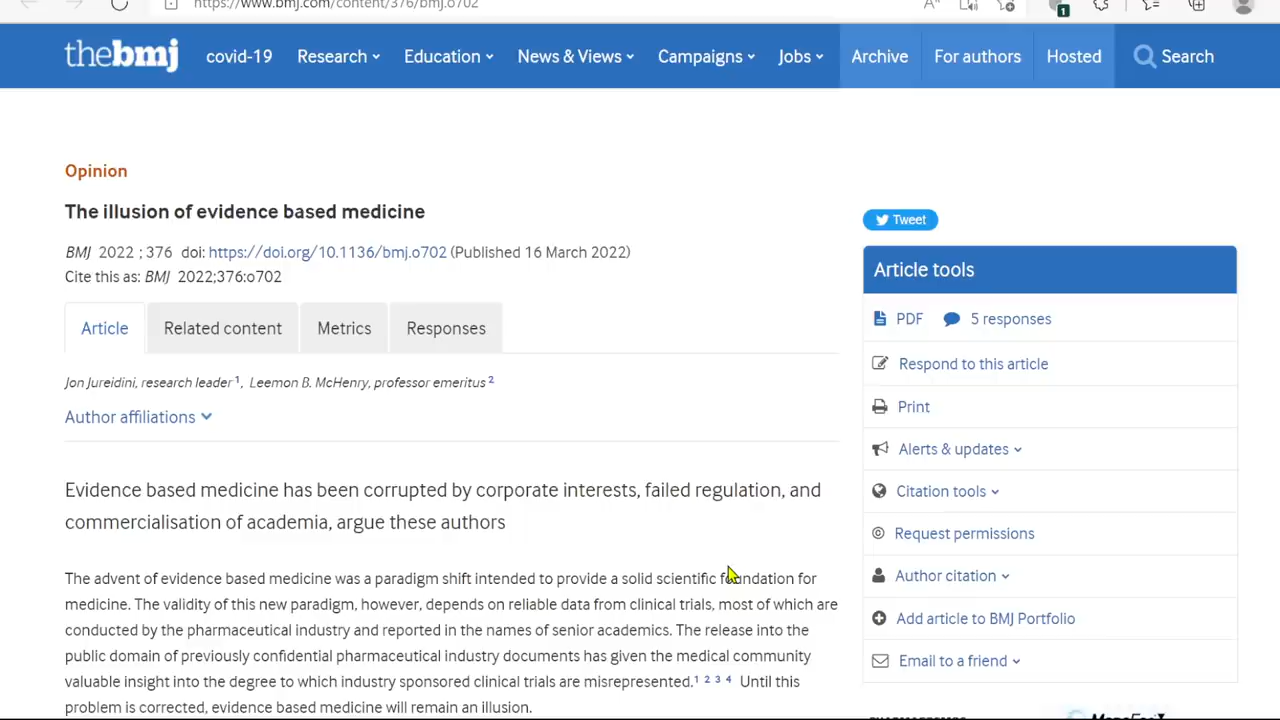 https://www.bmj.com/content/376/bmj.o702
thebmj covid-19 Research Education News & Views Campaigns Jobs Archive For authors Hosted Search
Opinion
The illusion of evidence based medicine
BMJ 2022 ; 376 doi: https://doi.org/10.1136/bmj.o702 (Published 16 March 2022)
Cite this as: BMJ 2022;376:o702
Article Related content Metrics Responses
Jon Jureidini, research leader 1, Leemon B. McHenry, professor emeritus 2
Author affiliations
Evidence based medicine has been corrupted by corporate interests, failed regulation, and
commercialisation of academia, argue these authors
The advent of evidence based medicine was a paradigm shift intended to provide a solid scientific foundation for
medicine. The validity of this new paradigm, however, depends on reliable data from clinical trials, most of which are
conducted by the pharmaceutical industry and reported in the names of senior academics. The release into the
public domain of previously confidential pharmaceutical industry documents has given the medical community
valuable insight into the degree to which industry sponsored clinical trials are misrepresented.1 2 3 4 Until this
problem is corrected, evidence based medicine will remain an illusion.
Tweet
Article tools
PDF 5 responses
Respond to this article
Print
Alerts & updates
Citation tools
Request permissions
Author citation
Add article to BMJ Portfolio
Email to a friend